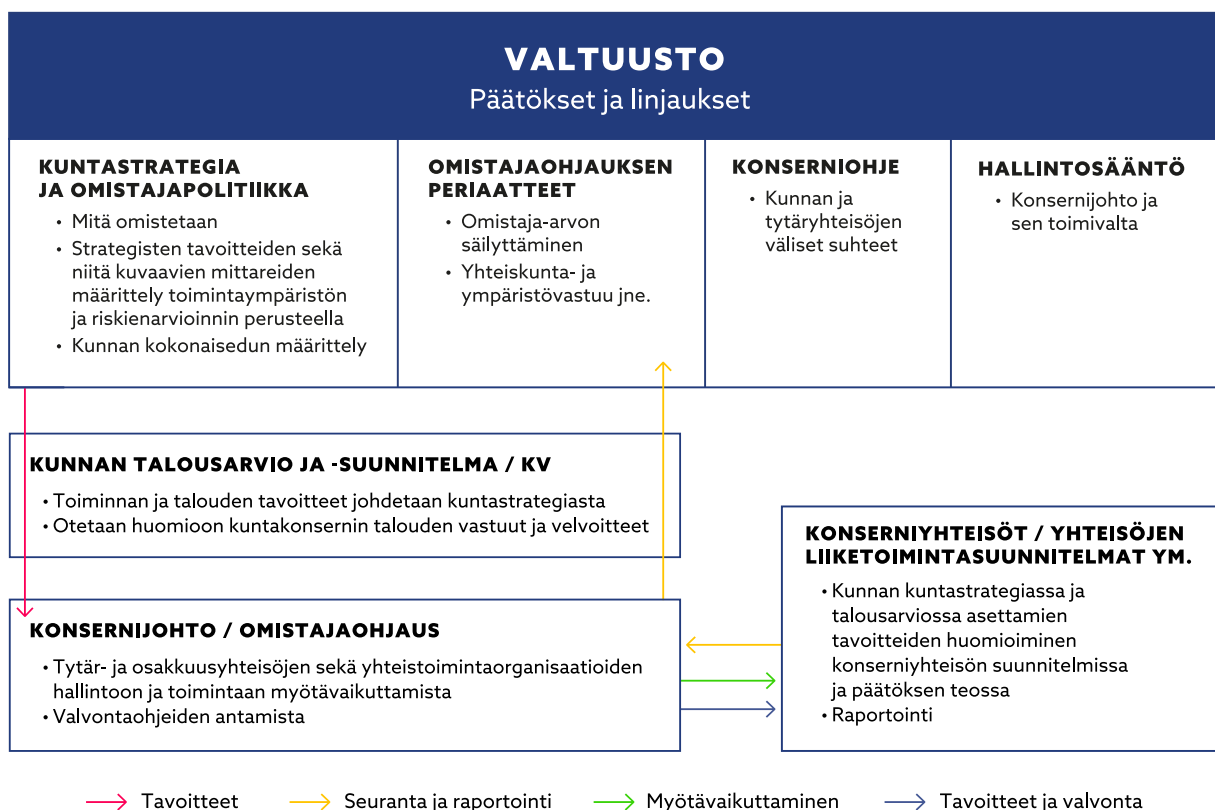 VALTUUSTO
Päätökset ja linjaukset
KUNTASTRATEGIA
JA OMISTAJAPOLITIIKKA
• Mitä omistetaan
• Strategisten tavoitteiden sekä
niitä kuvaavien mittareiden
määrittely toimintaympäristön
ja riskienarvioinnin perusteella
• Kunnan kokonaisedun määrittely
OMISTAJAOHJAUKSEN
PERIAATTEET
• Omistaja-arvon
säilyttäminen
• Yhteiskunta- ja
ympäristövastuu jne.
KONSERNIOHJE
• Kunnan ja
tytäryhteisöjen
väliset suhteet
HALLINTOSÄÄNTÖ
• Konsernijohto ja
sen toimivalta
KUNNAN TALOUSARVIO JA -SUUNNITELMA / KV
• Toiminnan ja talouden tavoitteet johdetaan kuntastrategiasta
• Otetaan huomioon kuntakonsernin talouden vastuut ja velvoitteet
KONSERNIJOHTO / OMISTAJAOHJAUS
• Tytär- ja osakkuusyhteisöjen sekä yhteistoimintaorganisaatioiden
hallintoon ja toimintaan myötävaikuttamista
• Valvontaohjeiden antamista
KONSERNIYHTEISÖT / YHTEISÖJEN
LIIKETOIMINTASUUNNITELMAT YM.
• Kunnan kuntastrategiassa ja
talousarviossa asettamien
tavoitteiden huomioiminen
konserniyhteisön suunnitelmissa
ja päätöksen teossa
• Raportointi
Tavoitteet
Seuranta ja raportointi
Myötävaikuttaminen
Tavoitteet ja valvonta